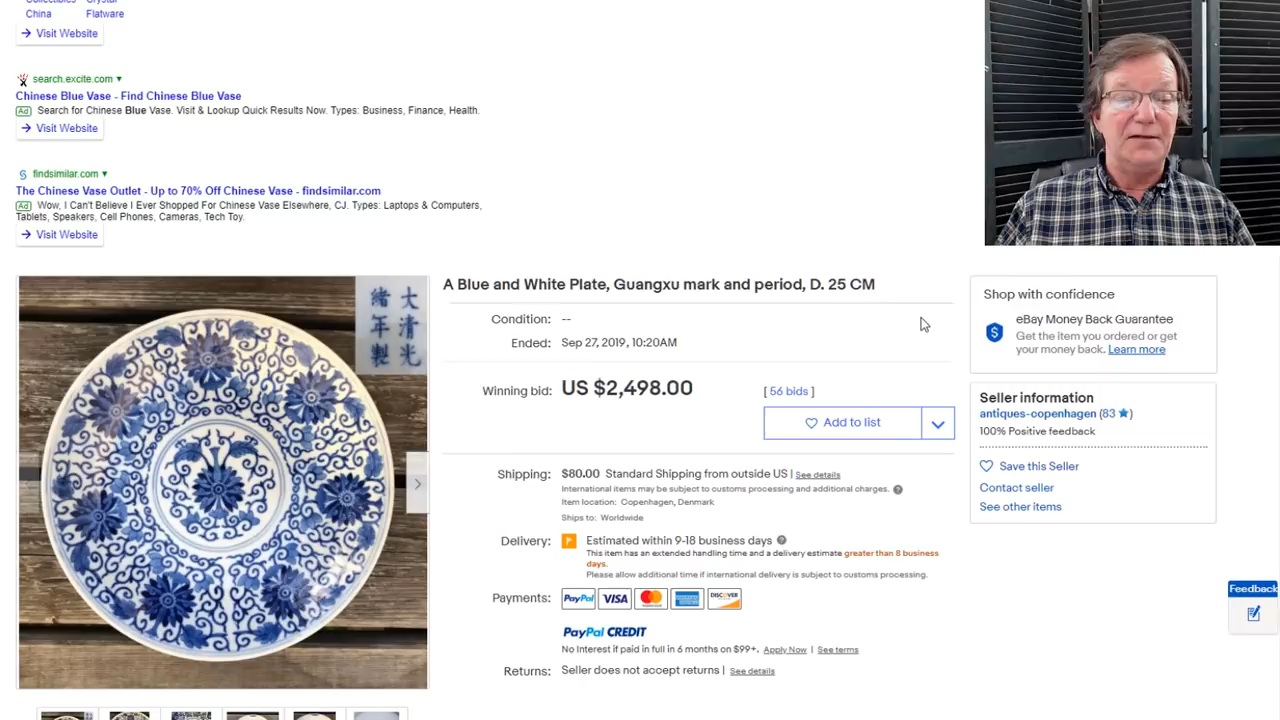 Collectibles Crystal
China Flatware
→ Visit Website
search.excite.com ▾
Chinese Blue Vase - Find Chinese Blue Vase
Ad Search for Chinese Blue Vase. Visit & Lookup Quick Results Now. Types: Business, Finance, Health.
→ Visit Website
findsimilar.com ▾
The Chinese Vase Outlet - Up to 70% Off Chinese Vase - findsimilar.com
Ad Wow, I Can't Believe I Ever Shopped For Chinese Vase Elsewhere, CJ. Types: Laptops & Computers,
Tablets, Speakers, Cell Phones, Cameras, Tech Toy.
→ Visit Website
大清光
緒年製
A Blue and White Plate, Guangxu mark and period, D. 25 CM
Condition: --
Ended: Sep 27, 2019, 10:20AM
Winning bid: US $2,498.00 [ 56 bids ]
Add to list
Shipping: $80.00 Standard Shipping from outside US | See details
International items may be subject to customs processing and additional charges. ?
Item location: Copenhagen, Denmark
Ships to: Worldwide
Delivery: Estimated within 9-18 business days ?
This item has an extended handling time and a delivery estimate greater than 8 business
days.
Please allow additional time if international delivery is subject to customs processing.
Payments: PayPal VISA MasterCard AMERICAN EXPRESS DISCOVER
PayPal CREDIT
No Interest if paid in full in 6 months on $99+. Apply Now | See terms
Returns: Seller does not accept returns | See details
Shop with confidence
$ eBay Money Back Guarantee
Get the item you ordered or get
your money back. Learn more
Seller information
antiques-copenhagen (83 ★)
100% Positive feedback
Save this Seller
Contact seller
See other items
Feedback